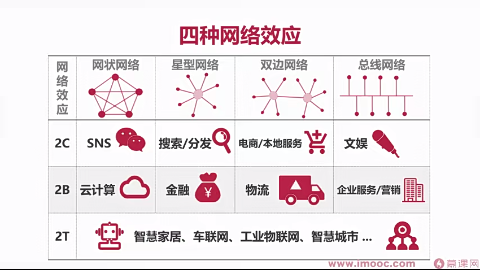 四种网络效应
网络效应 网状网络 星型网络 双边网络 总线网络
2C SNS 搜索/分发 电商/本地服务 文娱
2B 云计算 金融 ¥ 物流 企业服务/营销
2T 智慧家居、车联网、工业物联网、智慧城市 ...
www.imooc.com 慕课网